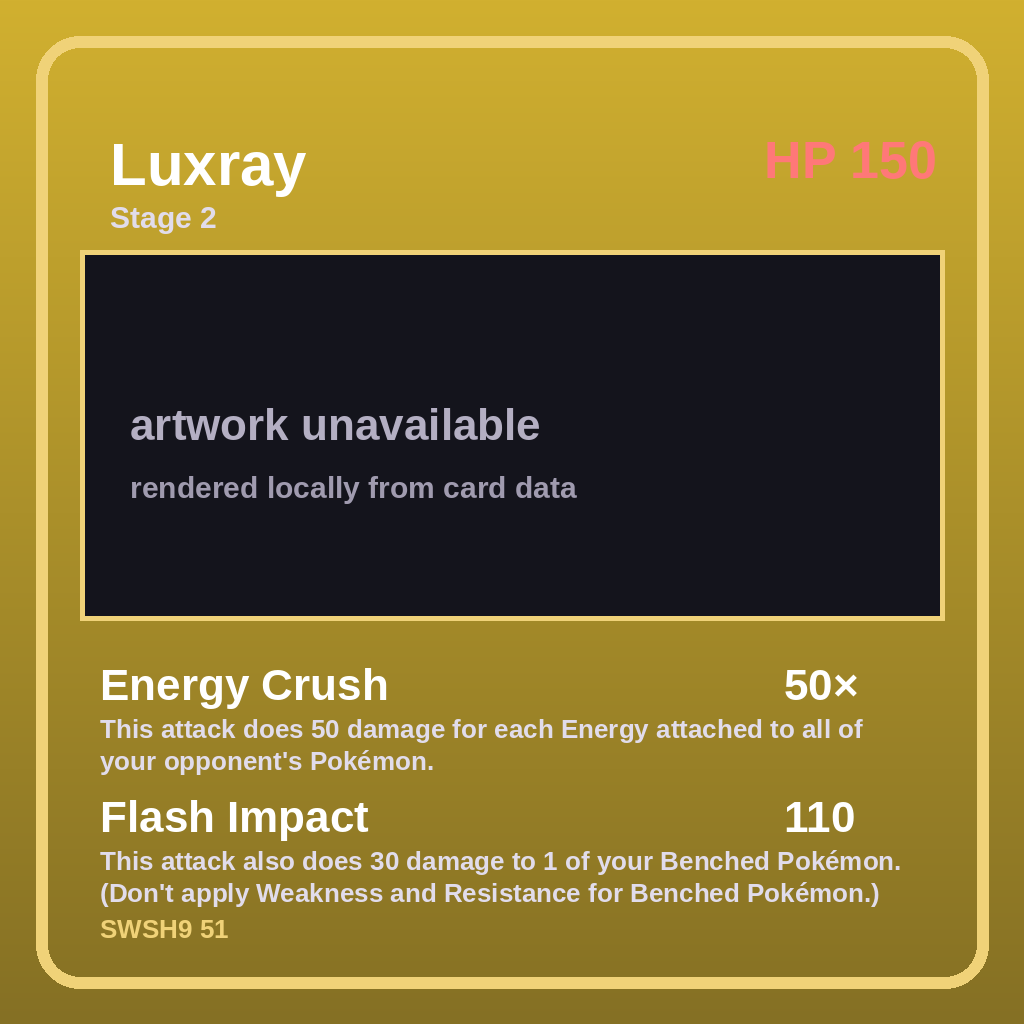 Luxray
HP 150
Stage 2
artwork unavailable
rendered locally from card data
Energy Crush 50×
This attack does 50 damage for each Energy attached to all of
your opponent's Pokémon.
Flash Impact 110
This attack also does 30 damage to 1 of your Benched Pokémon.
(Don't apply Weakness and Resistance for Benched Pokémon.)
SWSH9 51